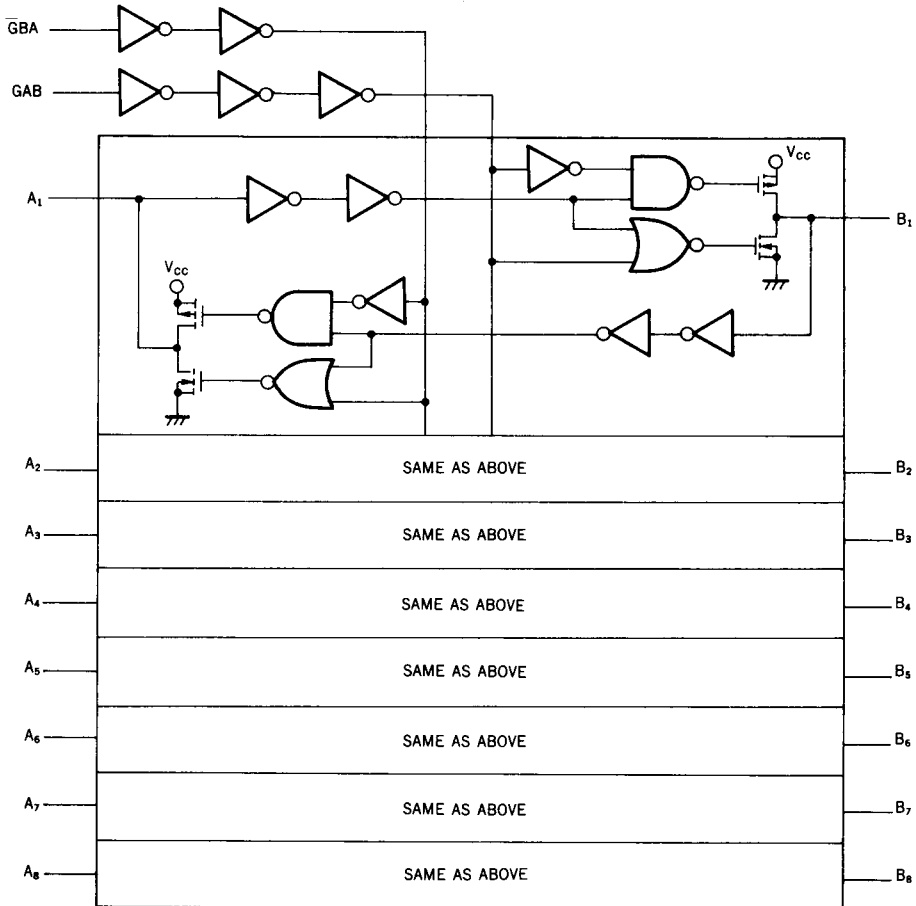 G̅B̅A̅
GAB
Vcc
A₁
B₁
Vcc
A₂ SAME AS ABOVE B₂
A₃ SAME AS ABOVE B₃
A₄ SAME AS ABOVE B₄
A₅ SAME AS ABOVE B₅
A₆ SAME AS ABOVE B₆
A₇ SAME AS ABOVE B₇
A₈ SAME AS ABOVE B₈